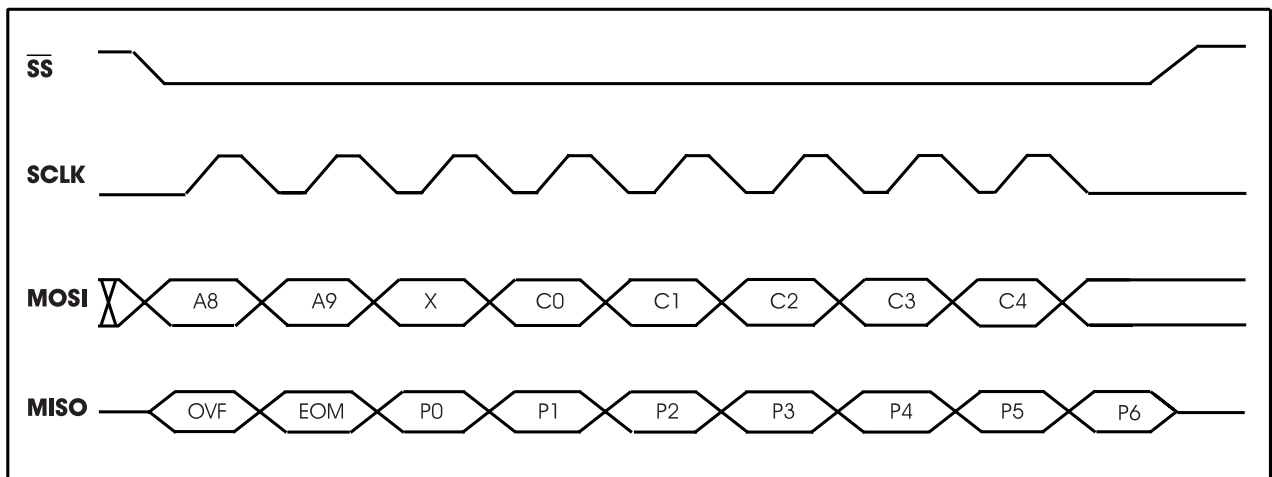 S̅S̅
SCLK
MOSI A8 A9 X C0 C1 C2 C3 C4
MISO OVF EOM P0 P1 P2 P3 P4 P5 P6